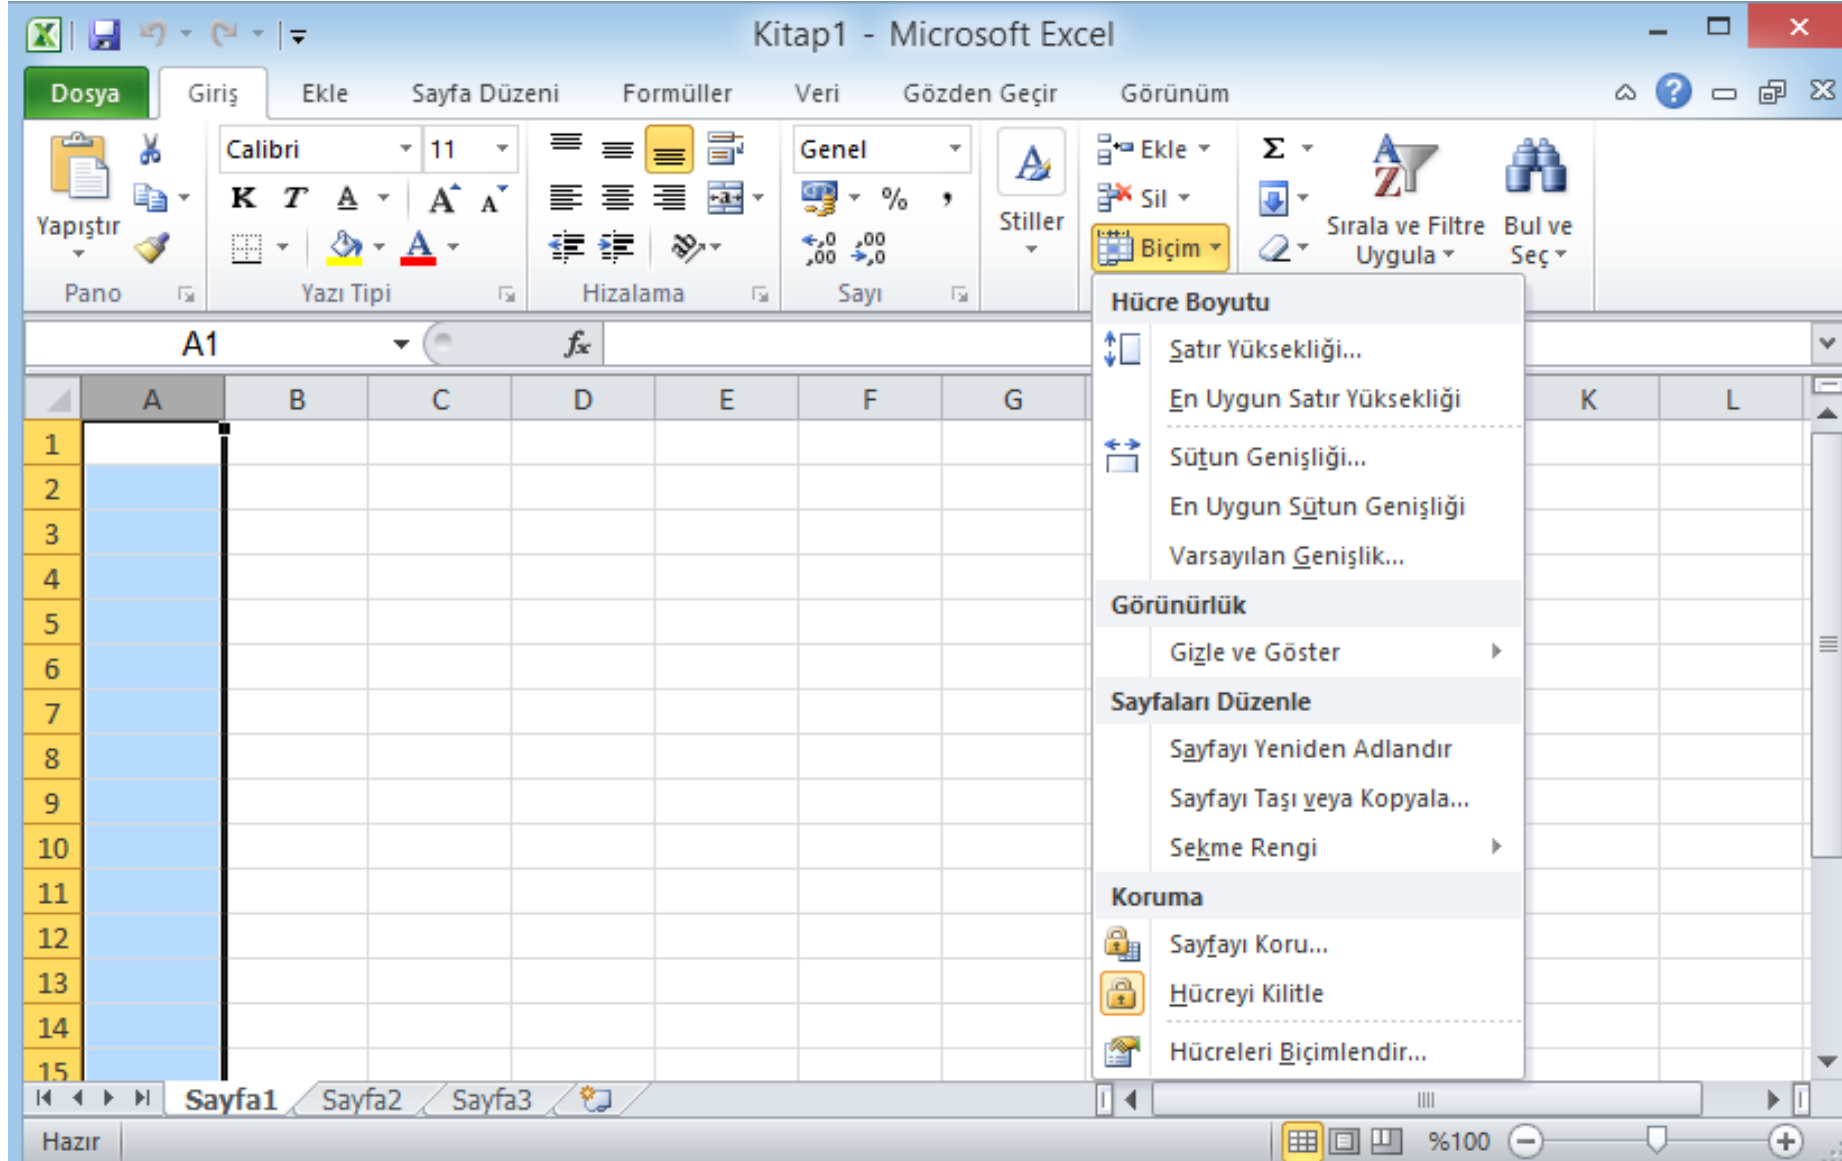 Kitap1 - Microsoft Excel
Dosya Giriş Ekle Sayfa Düzeni Formüller Veri Gözden Geçir Görünüm
Calibri 11 Genel Ekle Σ
K T A A A % , Sil
Yapıştır Stiller Sırala ve Filtre Uygula Bul ve Seç
A ,0 ,00 ,00 ,0 Biçim
Pano Yazı Tipi Hizalama Sayı
A1 fx
A B C D E F G K L
1
2
3
4
5
6
7
8
9
10
11
12
13
14
15
Hücre Boyutu
Satır Yüksekliği...
En Uygun Satır Yüksekliği
Sütun Genişliği...
En Uygun Sütun Genişliği
Varsayılan Genişlik...
Görünürlük
Gizle ve Göster
Sayfaları Düzenle
Sayfayı Yeniden Adlandır
Sayfayı Taşı veya Kopyala...
Sekme Rengi
Koruma
Sayfayı Koru...
Hücreyi Kilitle
Hücreleri Biçimlendir...
Sayfa1 Sayfa2 Sayfa3
Hazır %100